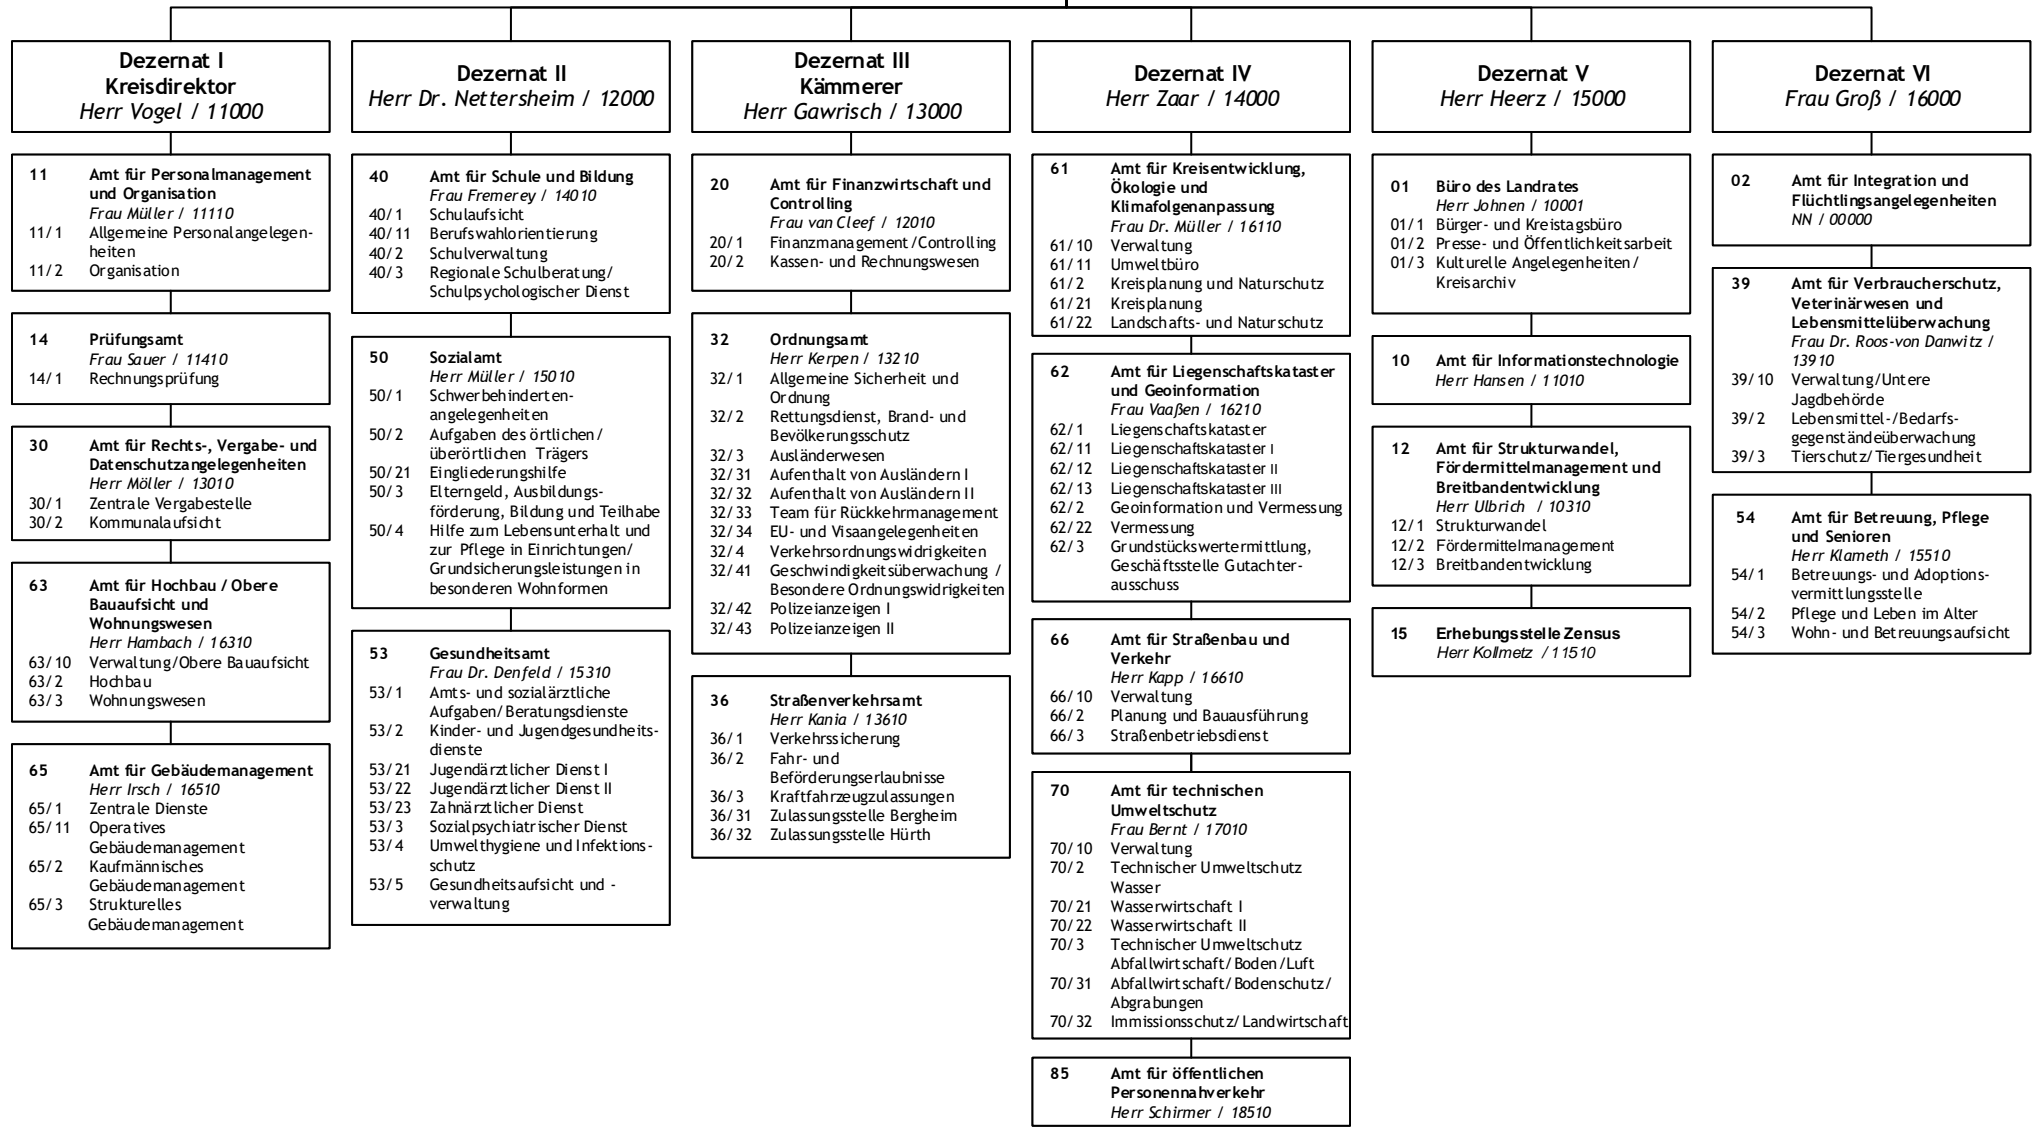 Dezernat I
Kreisdirektor
Herr Vogel / 11000
11 Amt für Personalmanagement
und Organisation
Frau Müller / 11110
11/1 Allgemeine Personalangelegen-
heiten
11/2 Organisation
14 Prüfungsamt
Frau Sauer / 11410
14/1 Rechnungsprüfung
30 Amt für Rechts-, Vergabe- und
Datenschutzangelegenheiten
Herr Möller / 13010
30/1 Zentrale Vergabestelle
30/2 Kommunalaufsicht
63 Amt für Hochbau / Obere
Bauaufsicht und
Wohnungswesen
Herr Hambach / 16310
63/10 Verwaltung/Obere Bauaufsicht
63/2 Hochbau
63/3 Wohnungswesen
65 Amt für Gebäudemanagement
Herr Irsch / 16510
65/1 Zentrale Dienste
65/11 Operatives
Gebäudemanagement
65/2 Kaufmännisches
Gebäudemanagement
65/3 Strukturelles
Gebäudemanagement
Dezernat II
Herr Dr. Nettersheim / 12000
40 Amt für Schule und Bildung
Frau Fremerey / 14010
40/1 Schulaufsicht
40/11 Berufswahlorientierung
40/2 Schulverwaltung
40/3 Regionale Schulberatung/
Schulpsychologischer Dienst
50 Sozialamt
Herr Müller / 15010
50/1 Schwerbehinderten-
angelegenheiten
50/2 Aufgaben des örtlichen/
überörtlichen Trägers
50/21 Eingliederungshilfe
50/3 Elterngeld, Ausbildungs-
förderung, Bildung und Teilhabe
50/4 Hilfe zum Lebensunterhalt und
zur Pflege in Einrichtungen/
Grundsicherungsleistungen in
besonderen Wohnformen
53 Gesundheitsamt
Frau Dr. Denfeld / 15310
53/1 Amts- und sozialärztliche
Aufgaben/Beratungsdienste
53/2 Kinder- und Jugendgesundheits-
dienste
53/21 Jugendärztlicher Dienst I
53/22 Jugendärztlicher Dienst II
53/23 Zahnärztlicher Dienst
53/3 Sozialpsychiatrischer Dienst
53/4 Umwelthygiene und Infektions-
schutz
53/5 Gesundheitsaufsicht und -
verwaltung
Dezernat III
Kämmerer
Herr Gawrisch / 13000
20 Amt für Finanzwirtschaft und
Controlling
Frau van Cleef / 12010
20/1 Finanzmanagement/Controlling
20/2 Kassen- und Rechnungswesen
32 Ordnungsamt
Herr Kerpen / 13210
32/1 Allgemeine Sicherheit und
Ordnung
32/2 Rettungsdienst, Brand- und
Bevölkerungsschutz
32/3 Ausländerwesen
32/31 Aufenthalt von Ausländern I
32/32 Aufenthalt von Ausländern II
32/33 Team für Rückkehrmanagement
32/34 EU- und Visaangelegenheiten
32/4 Verkehrsordnungswidrigkeiten
32/41 Geschwindigkeitsüberwachung /
Besondere Ordnungswidrigkeiten
32/42 Polizeianzeigen I
32/43 Polizeianzeigen II
36 Straßenverkehrsamt
Herr Kania / 13610
36/1 Verkehrssicherung
36/2 Fahr- und
Beförderungserlaubnisse
36/3 Kraftfahrzeugzulassungen
36/31 Zulassungsstelle Bergheim
36/32 Zulassungsstelle Hürth
Dezernat IV
Herr Zaar / 14000
61 Amt für Kreisentwicklung,
Ökologie und
Klimafolgenanpassung
Frau Dr. Müller / 16110
61/10 Verwaltung
61/11 Umweltbüro
61/2 Kreisplanung und Naturschutz
61/21 Kreisplanung
61/22 Landschafts- und Naturschutz
62 Amt für Liegenschaftskataster
und Geoinformation
Frau Vaaßen / 16210
62/1 Liegenschaftskataster
62/11 Liegenschaftskataster I
62/12 Liegenschaftskataster II
62/13 Liegenschaftskataster III
62/2 Geoinformation und Vermessung
62/22 Vermessung
62/3 Grundstückswertermittlung,
Geschäftsstelle Gutachter-
ausschuss
66 Amt für Straßenbau und
Verkehr
Herr Kapp / 16610
66/10 Verwaltung
66/2 Planung und Bauausführung
66/3 Straßenbetriebsdienst
70 Amt für technischen
Umweltschutz
Frau Bernt / 17010
70/10 Verwaltung
70/2 Technischer Umweltschutz
Wasser
70/21 Wasserwirtschaft I
70/22 Wasserwirtschaft II
70/3 Technischer Umweltschutz
Abfallwirtschaft/Boden/Luft
70/31 Abfallwirtschaft/Bodenschutz/
Abgrabungen
70/32 Immissionsschutz/Landwirtschaft
85 Amt für öffentlichen
Personennahverkehr
Herr Schirmer / 18510
Dezernat V
Herr Heerz / 15000
01 Büro des Landrates
Herr Johnen / 10001
01/1 Bürger- und Kreistagsbüro
01/2 Presse- und Öffentlichkeitsarbeit
01/3 Kulturelle Angelegenheiten/
Kreisarchiv
10 Amt für Informationstechnologie
Herr Hansen / 11010
12 Amt für Strukturwandel,
Fördermittelmanagement und
Breitbandentwicklung
Herr Ulbrich / 10310
12/1 Strukturwandel
12/2 Fördermittelmanagement
12/3 Breitbandentwicklung
15 Erhebungsstelle Zensus
Herr Kollmetz / 11510
Dezernat VI
Frau Groß / 16000
02 Amt für Integration und
Flüchtlingsangelegenheiten
NN / 00000
39 Amt für Verbraucherschutz,
Veterinärwesen und
Lebensmittelüberwachung
Frau Dr. Roos-von Danwitz /
13910
39/10 Verwaltung/Untere
Jagdbehörde
39/2 Lebensmittel-/Bedarfs-
gegenständeüberwachung
39/3 Tierschutz/Tiergesundheit
54 Amt für Betreuung, Pflege
und Senioren
Herr Klameth / 15510
54/1 Betreuungs- und Adoptions-
vermittlungsstelle
54/2 Pflege und Leben im Alter
54/3 Wohn- und Betreuungsaufsicht